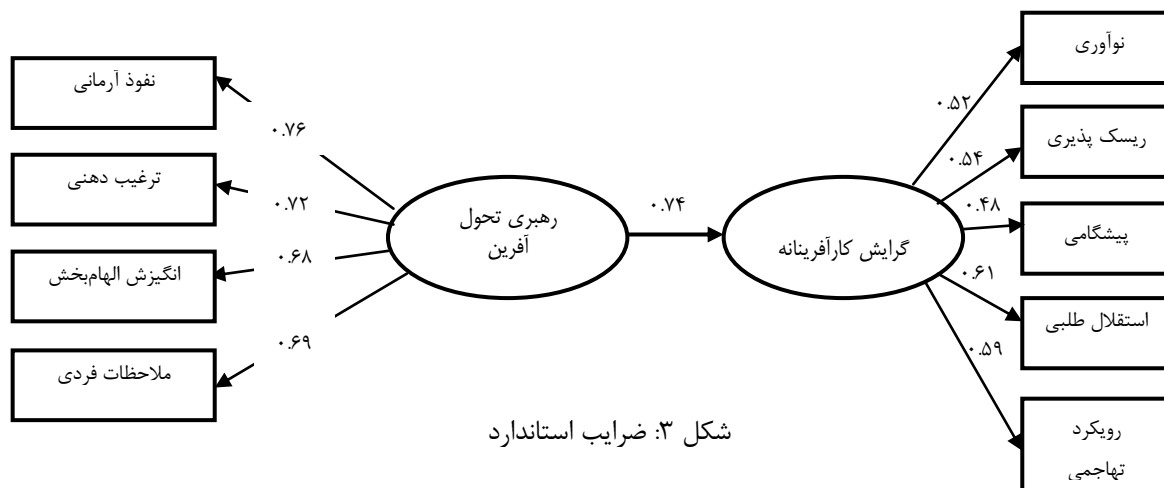 نوآوری
نفوذ آرمانی
۰.۵۲
۰.۷۶
ریسک پذیری
۰.۵۴
ترغیب دهنی
۰.۷۲
۰.۷۴
رهبری تحول
آفرین
گرایش کارآفرینانه
۰.۴۸
پیشگامی
۰.۶۸
انگیزش الهام‌بخش
۰.۶۱
استقلال طلبی
۰.۶۹
۰.۵۹
ملاحظات فردی
رویکرد
تهاجمی
شکل ۳: ضرایب استاندارد